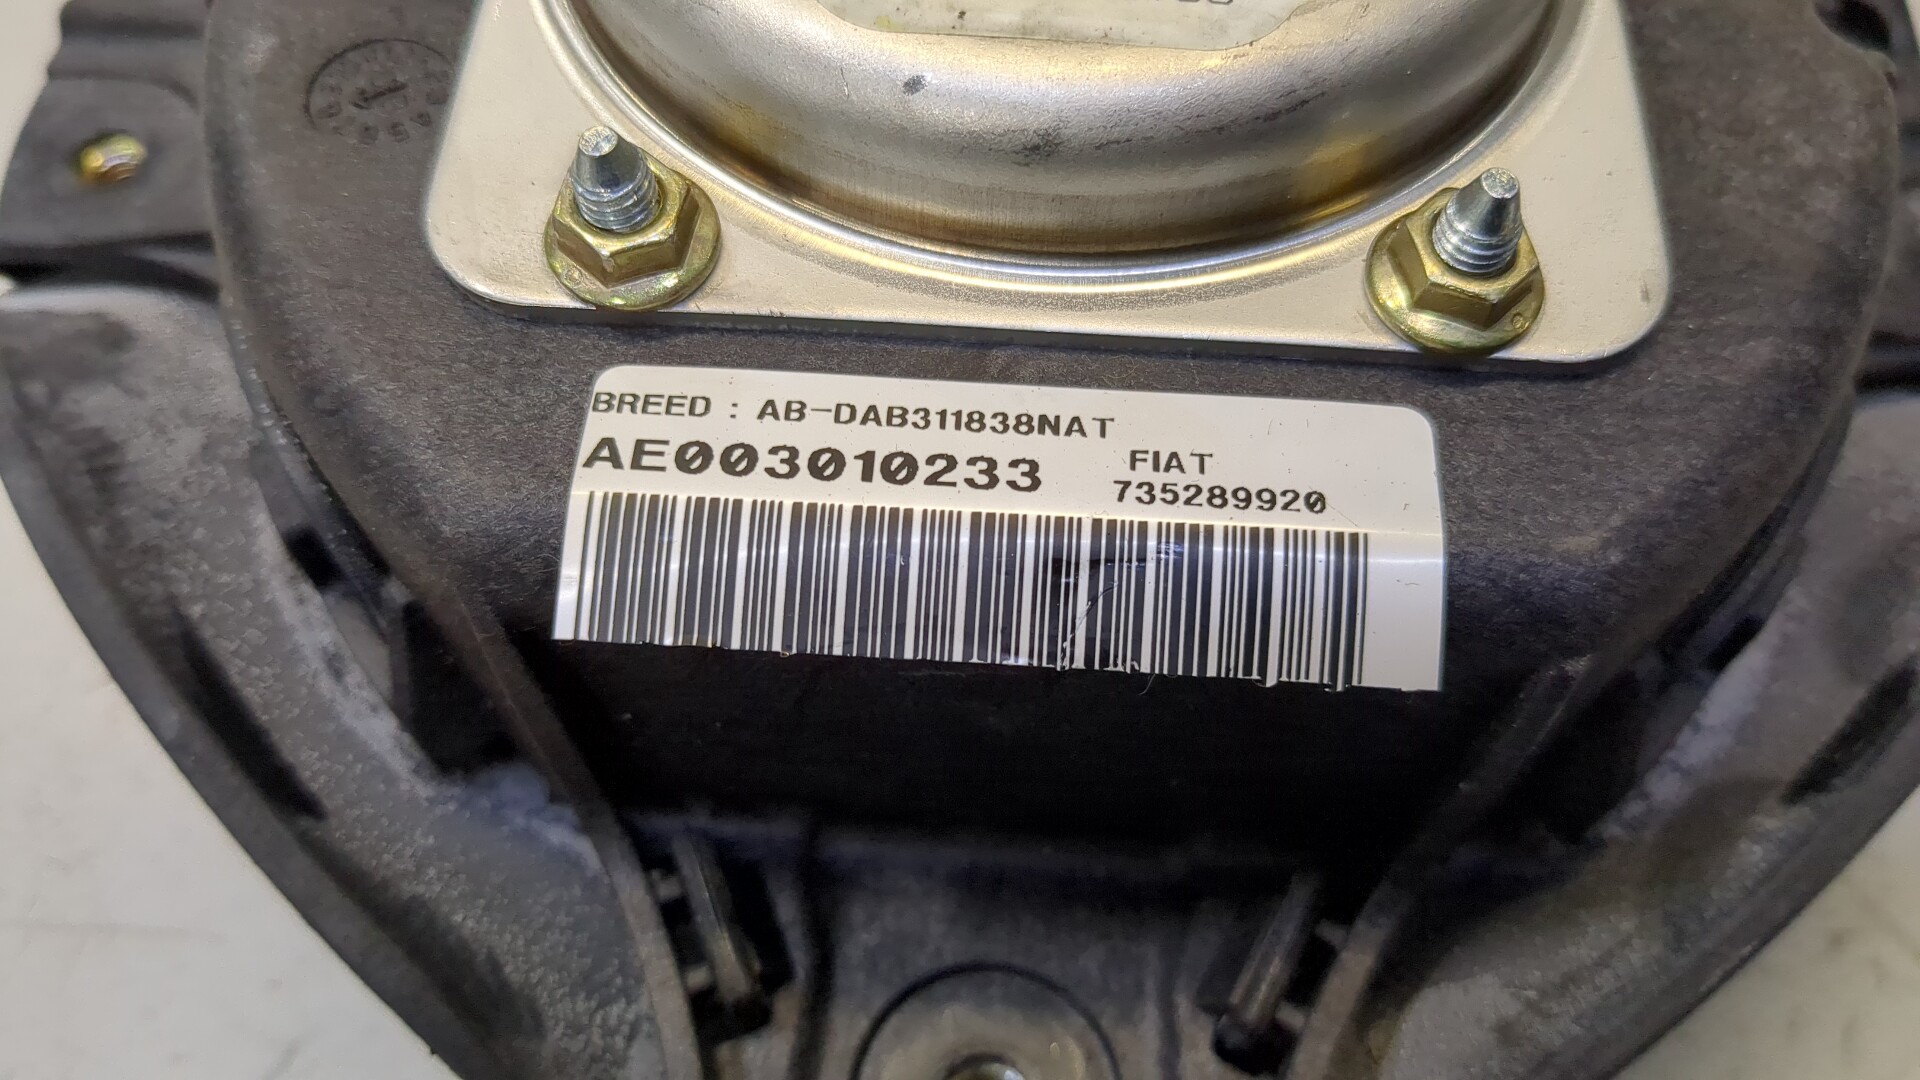 BREED : AB-DAB311838NAT
AE003010233
FIAT
735289920